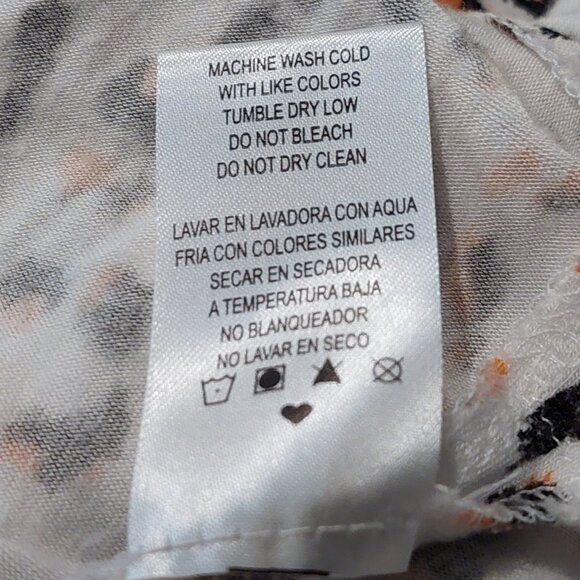 MACHINE WASH COLD
WITH LIKE COLORS
TUMBLE DRY LOW
DO NOT BLEACH
DO NOT DRY CLEAN
LAVAR EN LAVADORA CON AQUA
FRIA CON COLORES SIMILARES
SECAR EN SECADORA
A TEMPERATURA BAJA
NO BLANQUEADOR
NO LAVAR EN SECO